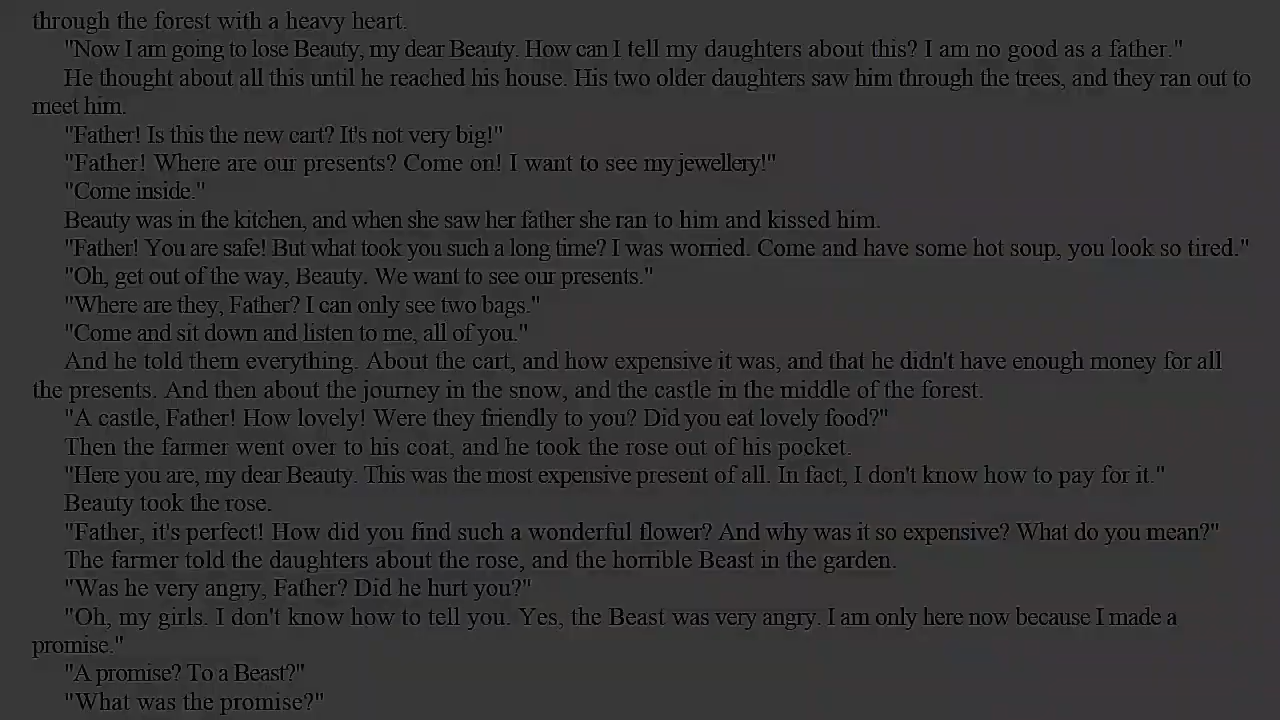 through the forest with a heavy heart.
"Now I am going to lose Beauty, my dear Beauty. How can I tell my daughters about this? I am no good as a father."
He thought about all this until he reached his house. His two older daughters saw him through the trees, and they ran out to
meet him.
"Father! Is this the new cart? It's not very big!"
"Father! Where are our presents? Come on! I want to see my jewellery!"
"Come inside."
Beauty was in the kitchen, and when she saw her father she ran to him and kissed him.
"Father! You are safe! But what took you such a long time? I was worried. Come and have some hot soup, you look so tired."
"Oh, get out of the way, Beauty. We want to see our presents."
"Where are they, Father? I can only see two bags."
"Come and sit down and listen to me, all of you."
And he told them everything. About the cart, and how expensive it was, and that he didn't have enough money for all
the presents. And then about the journey in the snow, and the castle in the middle of the forest.
"A castle, Father! How lovely! Were they friendly to you? Did you eat lovely food?"
Then the farmer went over to his coat, and he took the rose out of his pocket.
"Here you are, my dear Beauty. This was the most expensive present of all. In fact, I don't know how to pay for it."
Beauty took the rose.
"Father, it's perfect! How did you find such a wonderful flower? And why was it so expensive? What do you mean?"
The farmer told the daughters about the rose, and the horrible Beast in the garden.
"Was he very angry, Father? Did he hurt you?"
"Oh, my girls. I don't know how to tell you. Yes, the Beast was very angry. I am only here now because I made a
promise."
"A promise? To a Beast?"
"What was the promise?"